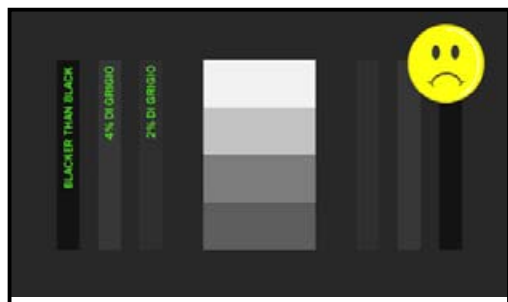 BLACKER THAN BLACK
4% DI GRIGIO
2% DI GRIGIO